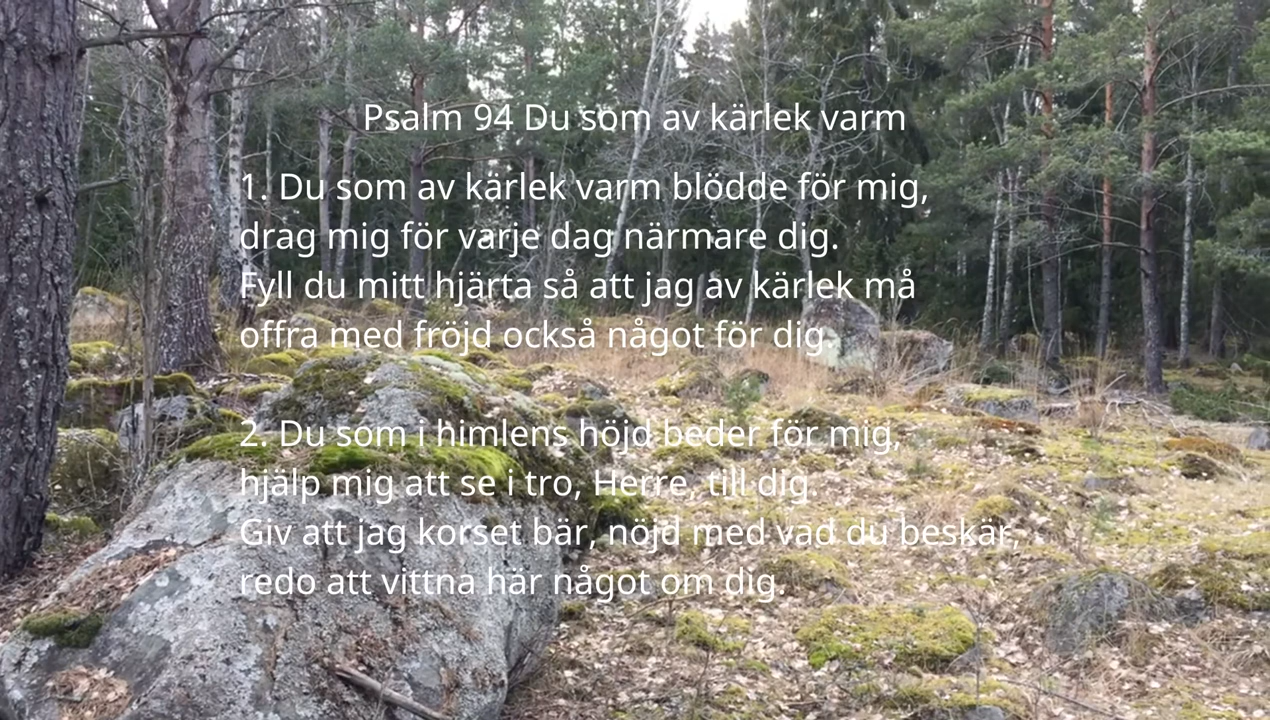 Psalm 94 Du som av kärlek varm
1. Du som av kärlek varm blödde för mig,
drag mig för varje dag närmare dig.
Fyll du mitt hjärta så att jag av kärlek må
offra med fröjd också något för dig.
2. Du som i himlens höjd beder för mig,
hjälp mig att se i tro, Herre, till dig.
Giv att jag korset bär, nöjd med vad du beskär,
redo att vittna här något om dig.